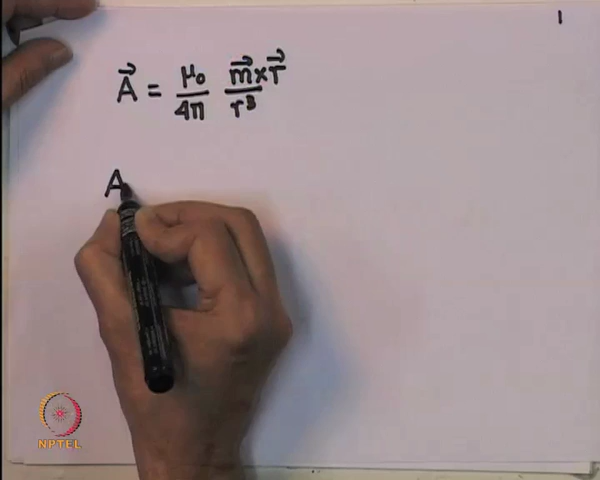 1
A⃗ = μ₀/4π m⃗×r⃗/r³
A
NPTEL